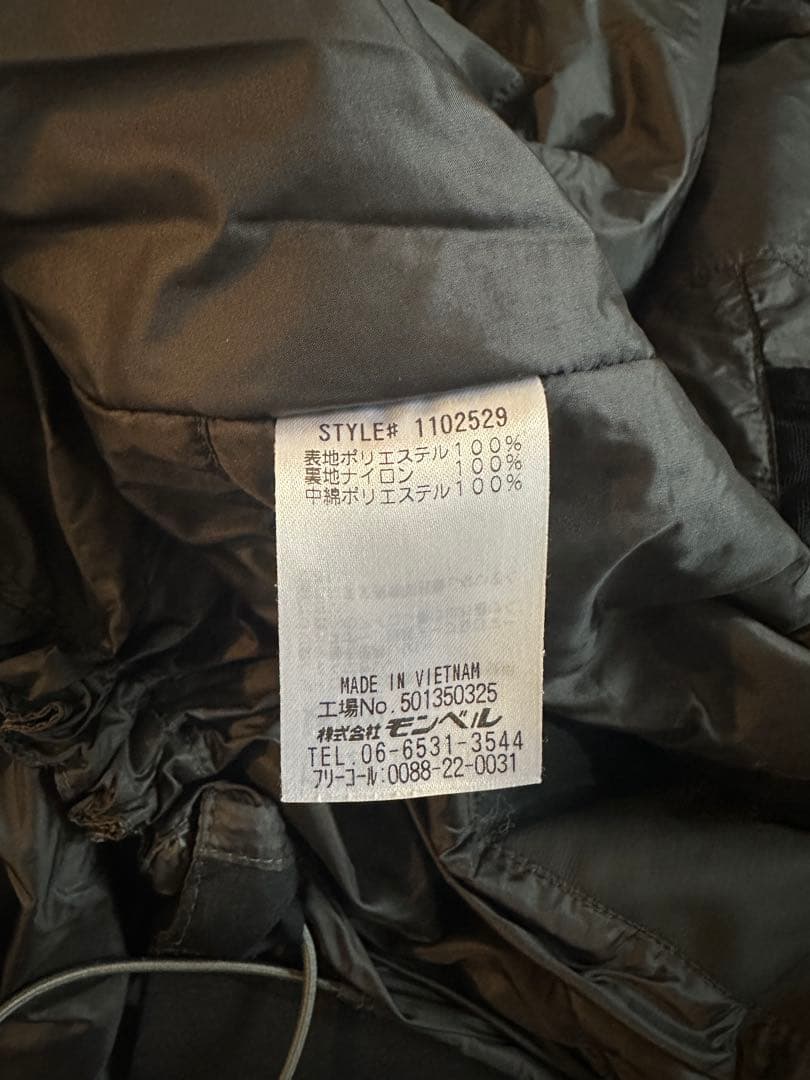 STYLE# 1102529
表地ポリエステル100%
裏地ナイロン 100%
中綿ポリエステル100%
MADE IN VIETNAM
工場No.501350325
株式会社モンベル
TEL.06-6531-3544
フリーコール:0088-22-0031